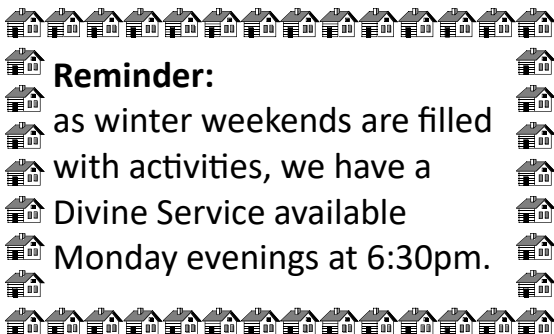 Reminder:
as winter weekends are filled
with activities, we have a
Divine Service available
Monday evenings at 6:30pm.